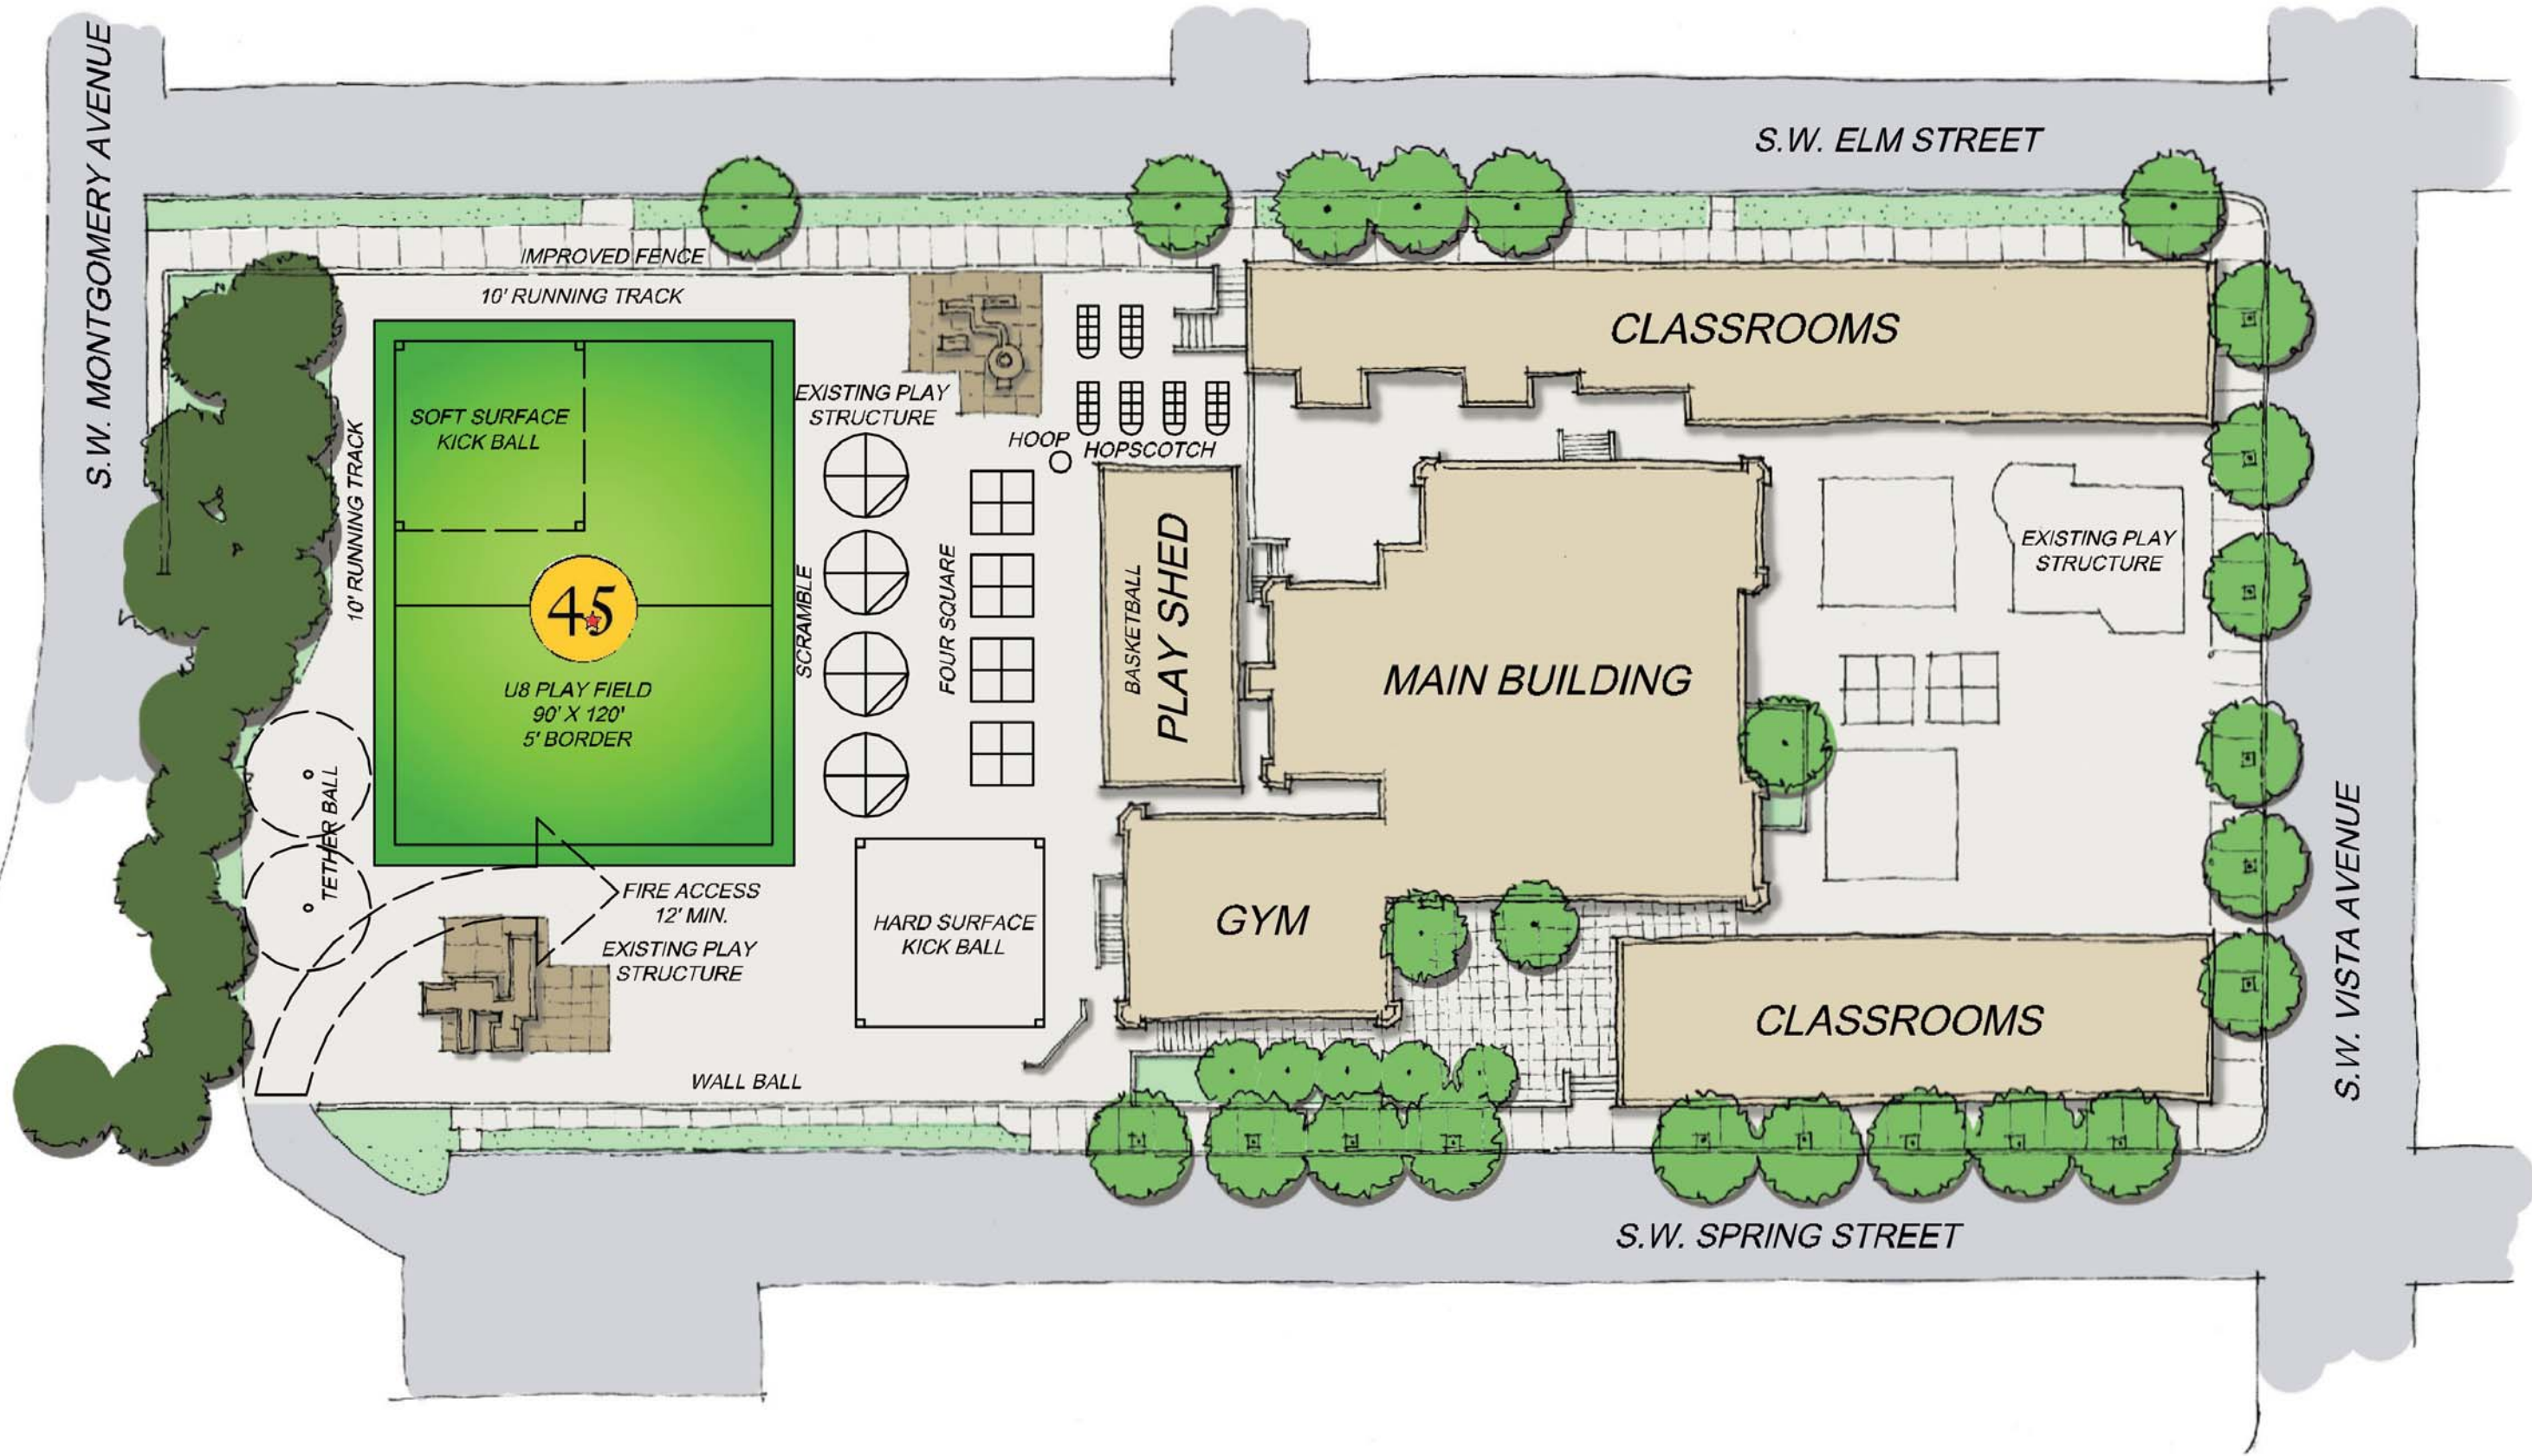 S.W. MONTGOMERY AVENUE
S.W. ELM STREET
IMPROVED FENCE
10' RUNNING TRACK
CLASSROOMS
SOFT SURFACE
KICK BALL
EXISTING PLAY
STRUCTURE
HOOP
HOPSCOTCH
10' RUNNING TRACK
SCRAMBLE
FOUR SQUARE
BASKETBALL
PLAY SHED
EXISTING PLAY
STRUCTURE
45
MAIN BUILDING
U8 PLAY FIELD
90' X 120'
5' BORDER
TETHER BALL
FIRE ACCESS
12' MIN.
EXISTING PLAY
STRUCTURE
HARD SURFACE
KICK BALL
GYM
CLASSROOMS
S.W. VISTA AVENUE
WALL BALL
S.W. SPRING STREET